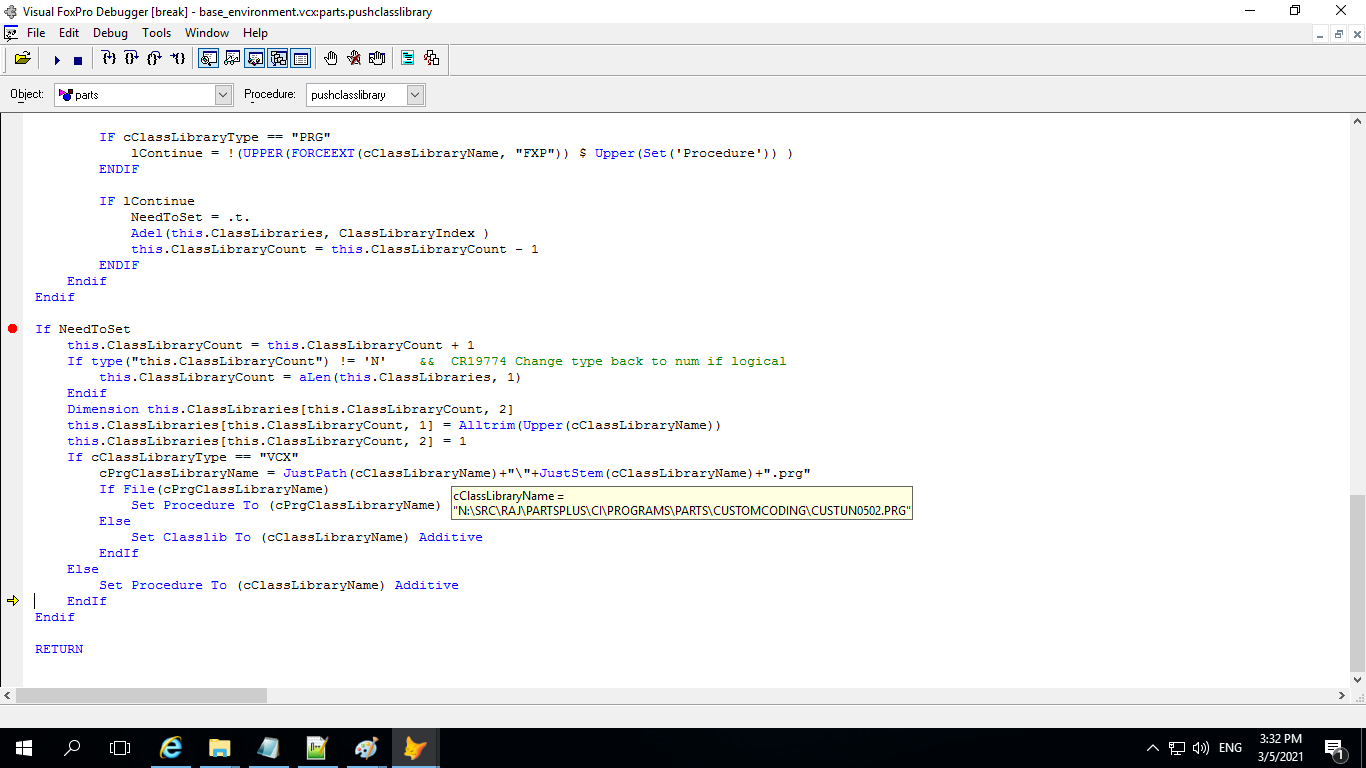 Visual FoxPro Debugger [break] - base_environment.vcx:parts.pushclasslibrary
File Edit Debug Tools Window Help
Object: parts Procedure: pushclasslibrary
IF cClassLibraryType == "PRG"
lContinue = !(UPPER(FORCEEXT(cClassLibraryName, "FXP")) $ Upper(Set('Procedure')) )
ENDIF
IF lContinue
NeedToSet = .t.
Adel(this.ClassLibraries, ClassLibraryIndex )
this.ClassLibraryCount = this.ClassLibraryCount - 1
ENDIF
Endif
Endif
If NeedToSet
this.ClassLibraryCount = this.ClassLibraryCount + 1
If type("this.ClassLibraryCount") != 'N' && CR19774 Change type back to num if logical
this.ClassLibraryCount = aLen(this.ClassLibraries, 1)
Endif
Dimension this.ClassLibraries[this.ClassLibraryCount, 2]
this.ClassLibraries[this.ClassLibraryCount, 1] = Alltrim(Upper(cClassLibraryName))
this.ClassLibraries[this.ClassLibraryCount, 2] = 1
If cClassLibraryType == "VCX"
cPrgClassLibraryName = JustPath(cClassLibraryName)+"\"+JustStem(cClassLibraryName)+".prg"
If File(cPrgClassLibraryName)
cClassLibraryName =
Set Procedure To (cPrgClassLibraryName)
"N:\SRC\RAJ\PARTSPLUS\CI\PROGRAMS\PARTS\CUSTOMCODING\CUSTUN0502.PRG"
Else
Set Classlib To (cClassLibraryName) Additive
EndIf
Else
Set Procedure To (cClassLibraryName) Additive
EndIf
Endif
RETURN
ENG
3:32 PM
3/5/2021
1